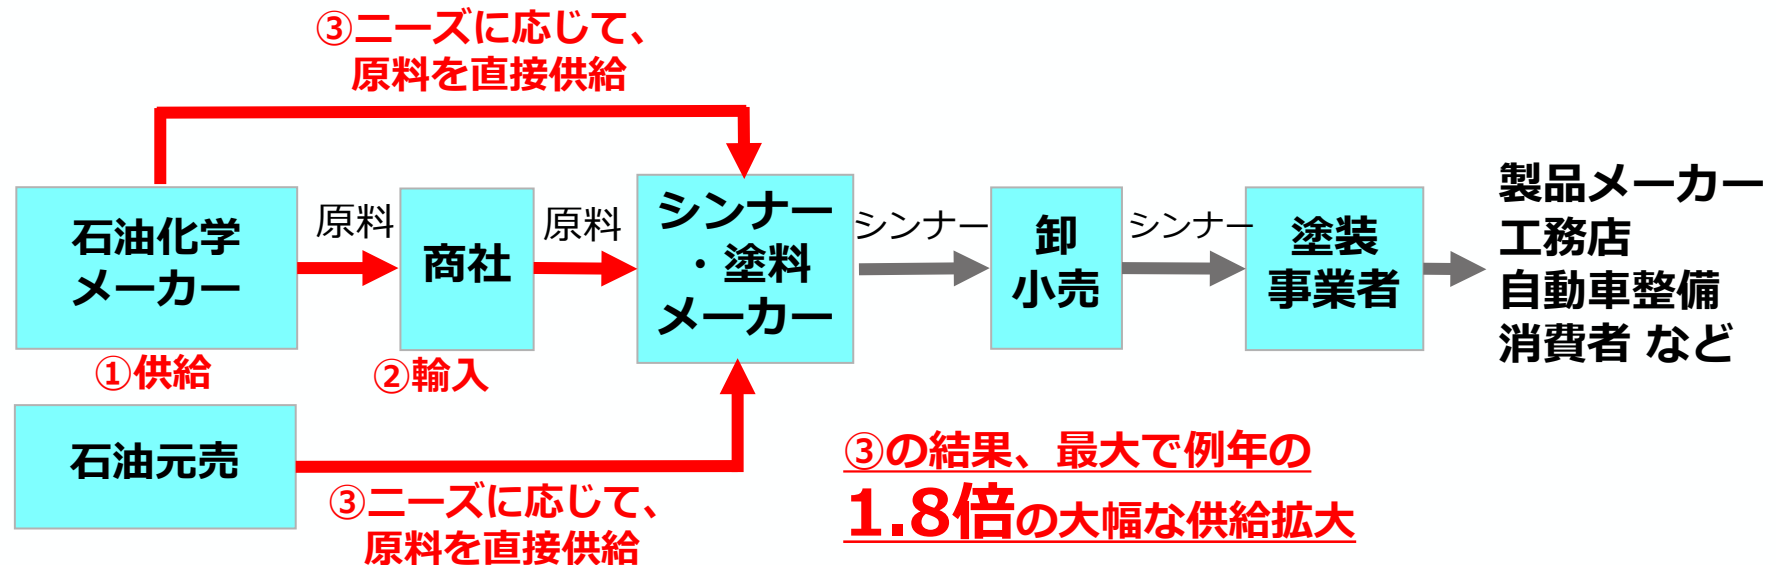 ③ニーズに応じて、
原料を直接供給
石油化学
メーカー
①供給
原料
商社
②輸入
原料
シンナー
・塗料
メーカー
シンナー
卸
小売
シンナー
塗装
事業者
製品メーカー
工務店
自動車整備
消費者 など
石油元売
③ニーズに応じて、
原料を直接供給
③の結果、最大で例年の
1.8倍の大幅な供給拡大